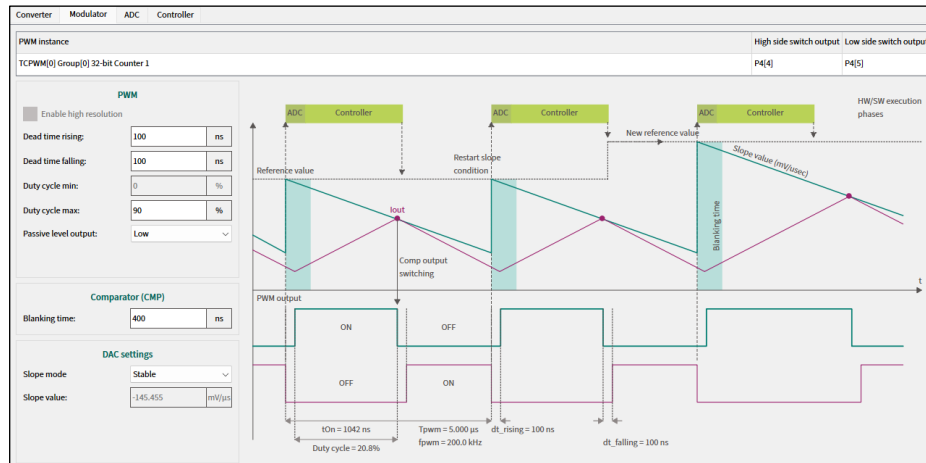 Converter Modulator ADC Controller
PWM instance High side switch output Low side switch output
TCPWM[0] Group[0] 32-bit Counter 1 P4[4] P4[5]
PWM
Enable high resolution
Dead time rising: 100 ns
Dead time falling: 100 ns
Duty cycle min: 0 %
Duty cycle max: 90 %
Passive level output: Low
Comparator (CMP)
Blanking time: 400 ns
DAC settings
Slope mode Stable
Slope value: -145.455 mV/µs
ADC Controller ADC Controller ADC Controller
HW/SW execution
phases
New reference value
Reference value
Restart slope
condition
Slope value (mV/usec)
Iout
Blanking time
Comp output
switching
t
PWM output
ON OFF
OFF ON
tOn = 1042 ns Tpwm = 5.000 µs dt_rising = 100 ns
Duty cycle = 20.8% fpwm = 200.0 kHz dt_falling = 100 ns